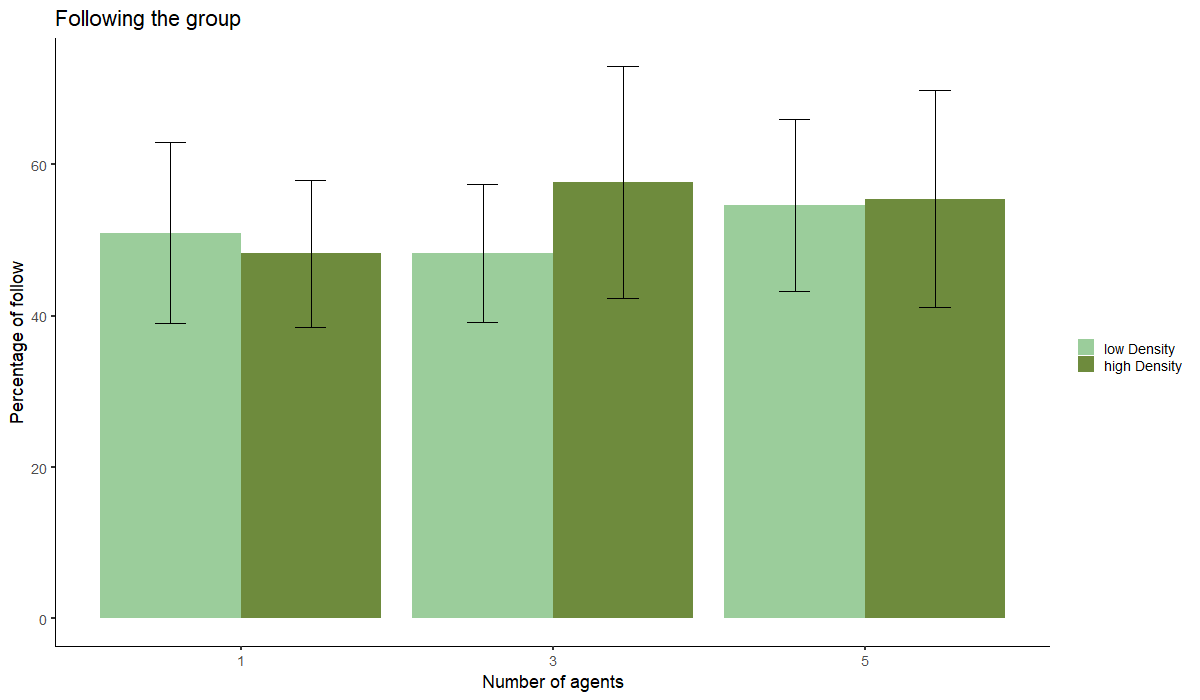 Following the group
Percentage of follow
60
40
20
0
1
3
5
Number of agents
low Density
high Density